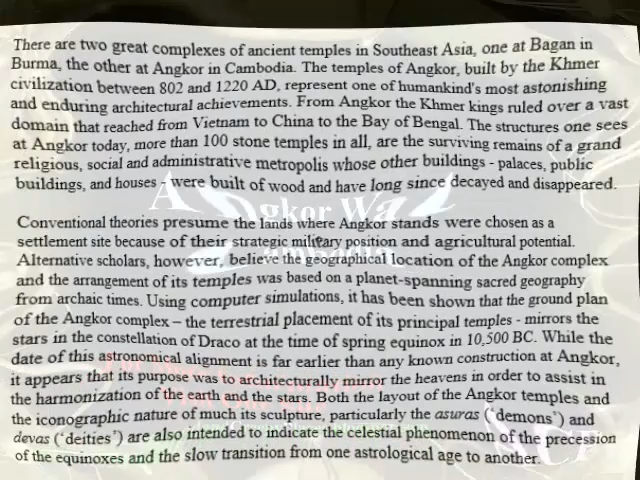 There are two great complexes of ancient temples in Southeast Asia, one at Bagan in
Burma, the other at Angkor in Cambodia. The temples of Angkor, built by the Khmer
civilization between 802 and 1220 AD, represent one of humankind's most astonishing
and enduring architectural achievements. From Angkor the Khmer kings ruled over a vast
domain that reached from Vietnam to China to the Bay of Bengal. The structures one sees
at Angkor today, more than 100 stone temples in all, are the surviving remains of a grand
religious, social and administrative metropolis whose other buildings - palaces, public
buildings, and houses - were built of wood and have long since decayed and disappeared.
Conventional theories presume the lands where Angkor stands were chosen as a
settlement site because of their strategic military position and agricultural potential.
Alternative scholars, however, believe the geographical location of the Angkor complex
and the arrangement of its temples was based on a planet-spanning sacred geography
from archaic times. Using computer simulations, it has been shown that the ground plan
of the Angkor complex – the terrestrial placement of its principal temples - mirrors the
stars in the constellation of Draco at the time of spring equinox in 10,500 BC. While the
date of this astronomical alignment is far earlier than any known construction at Angkor,
it appears that its purpose was to architecturally mirror the heavens in order to assist in
the harmonization of the earth and the stars. Both the layout of the Angkor temples and
the iconographic nature of much its sculpture, particularly the asuras ('demons') and
devas ('deities') are also intended to indicate the celestial phenomenon of the precession
of the equinoxes and the slow transition from one astrological age to another.
Angkor Wat